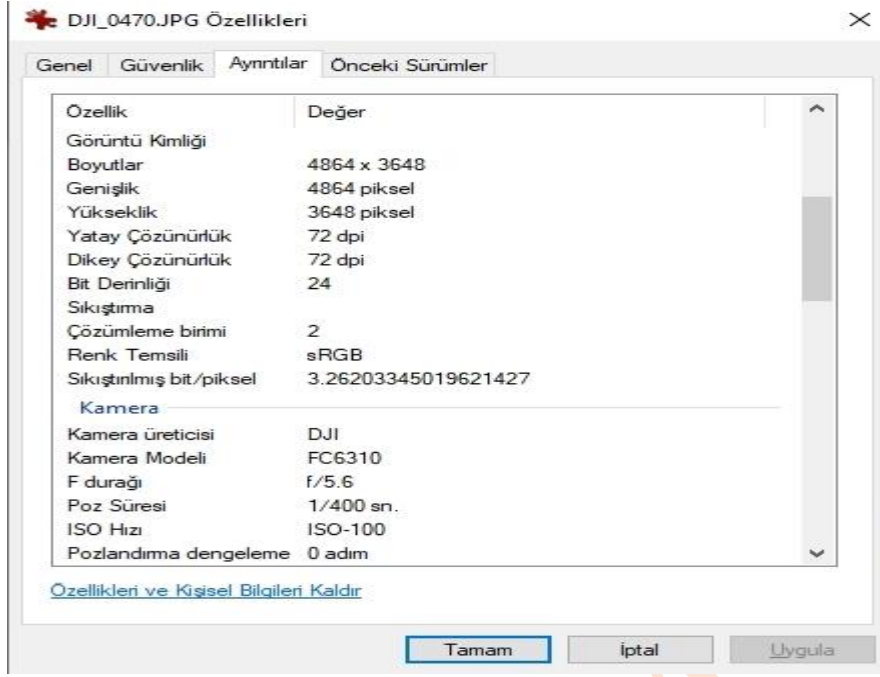 DJI_0470.JPG Özellikleri
Genel Güvenlik Ayrıntılar Önceki Sürümler
Özellik Değer
Görüntü Kimliği
Boyutlar 4864 x 3648
Genişlik 4864 piksel
Yükseklik 3648 piksel
Yatay Çözünürlük 72 dpi
Dikey Çözünürlük 72 dpi
Bit Derinliği 24
Sıkıştırma
Çözümleme birimi 2
Renk Temsili sRGB
Sıkıştırılmış bit/piksel 3.26203345019621427
Kamera
Kamera üreticisi DJI
Kamera Modeli FC6310
F durağı f/5.6
Poz Süresi 1/400 sn.
ISO Hızı ISO-100
Pozlandırma dengeleme 0 adım
Özellikleri ve Kişisel Bilgileri Kaldır
Tamam İptal Uygula